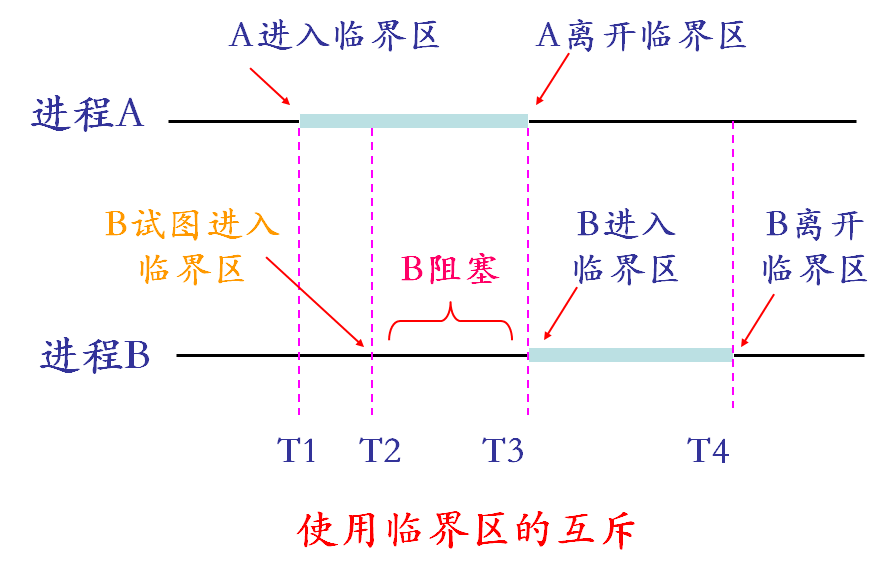 A进入临界区
A离开临界区
进程A
B试图进入
临界区
B阻塞
B进入
临界区
B离开
临界区
进程B
T1
T2
T3
T4
使用临界区的互斥